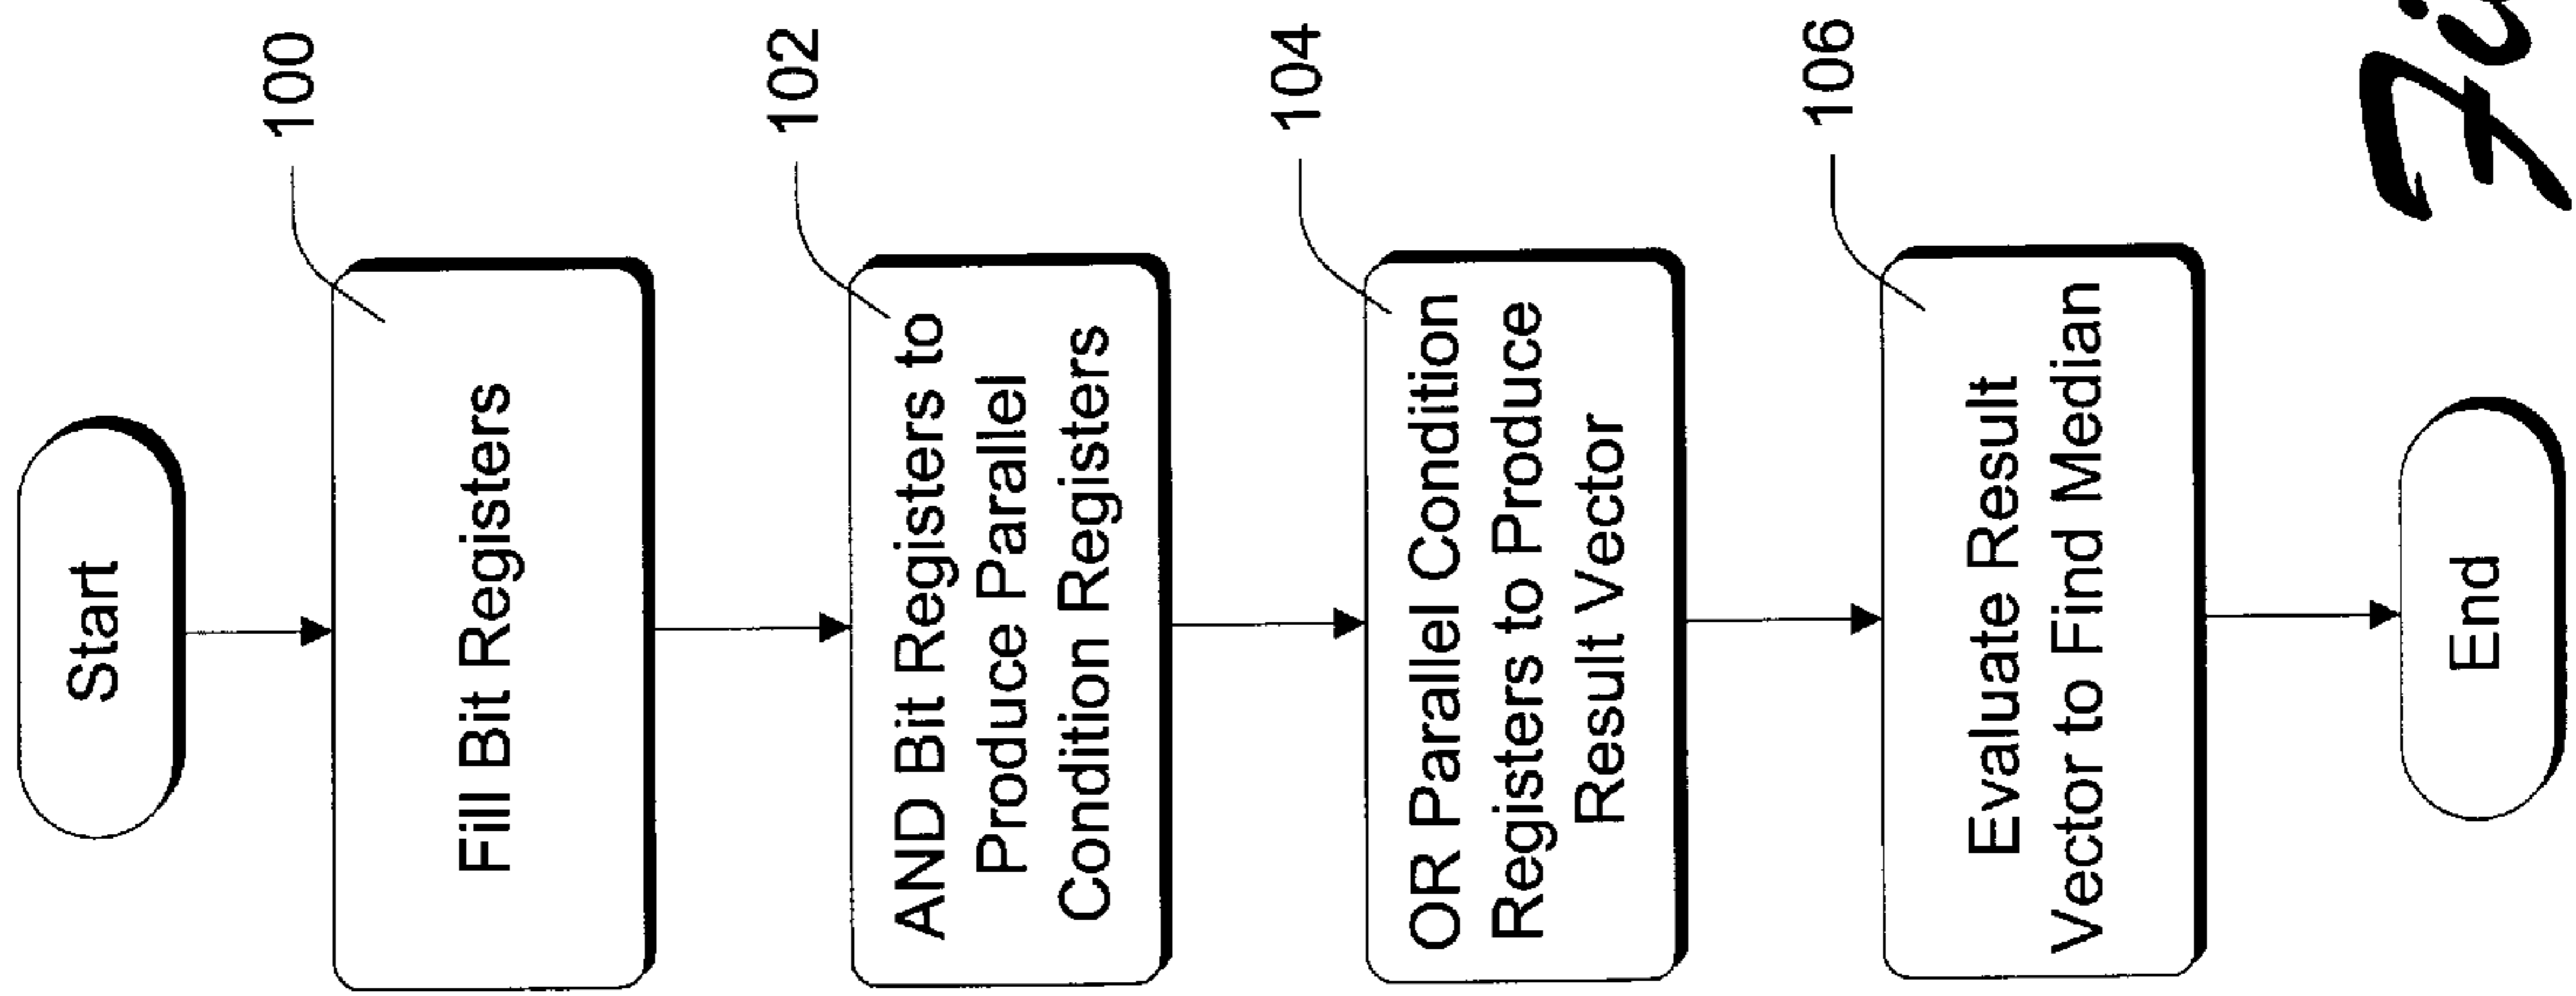 Start
100
Fill Bit Registers
102
AND Bit Registers to
Produce Parallel
Condition Registers
104
OR Parallel Condition
Registers to Produce
Result Vector
106
Evaluate Result
Vector to Find Median
End